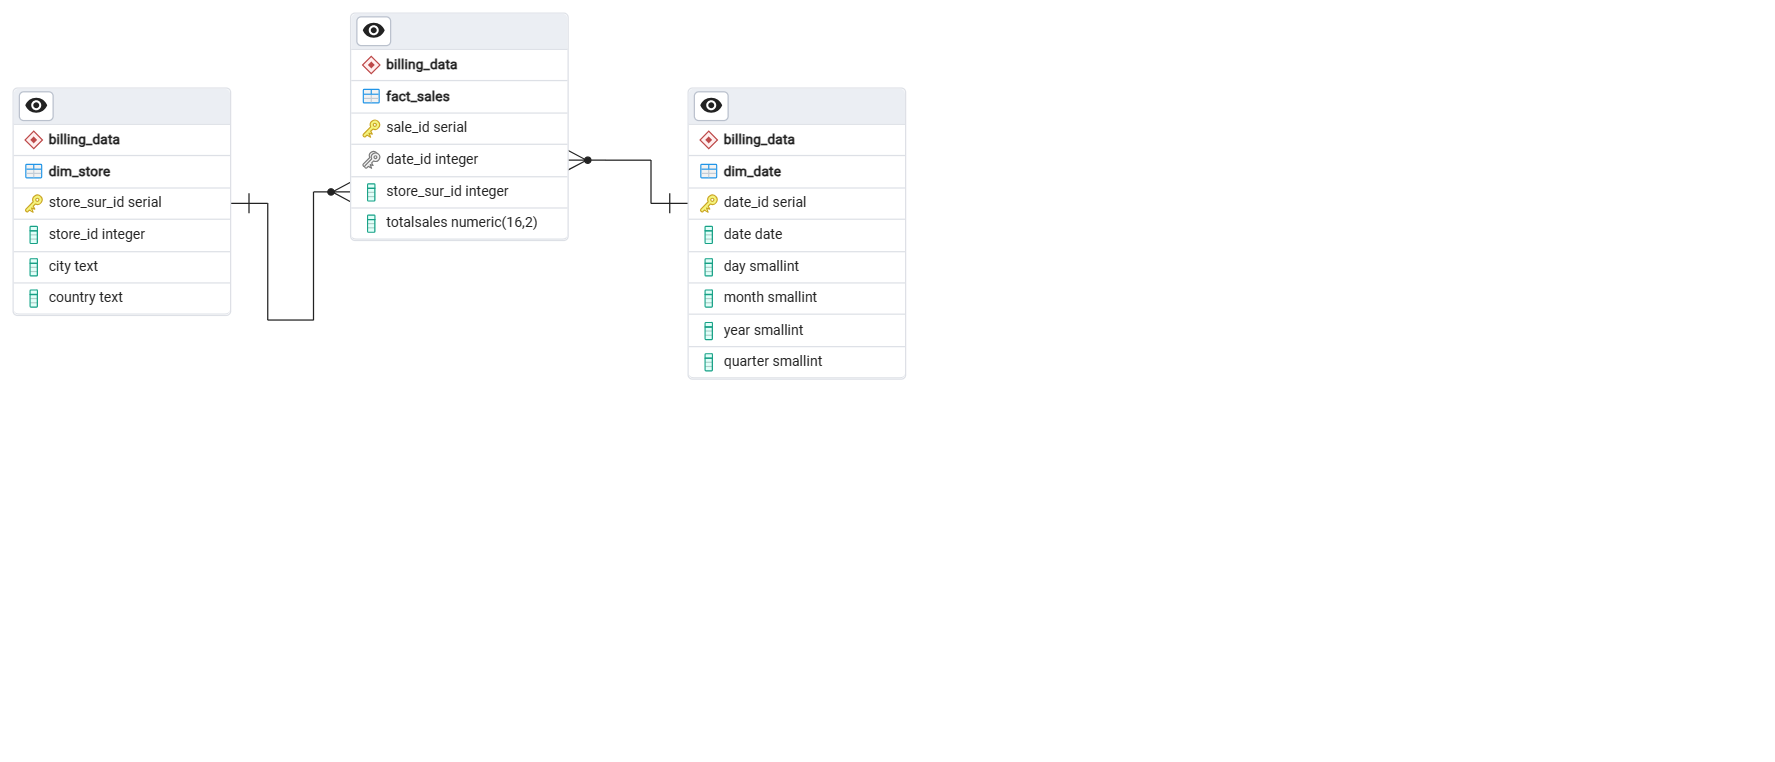 billing_data
dim_store
store_sur_id serial
store_id integer
city text
country text
billing_data
fact_sales
sale_id serial
date_id integer
store_sur_id integer
totalsales numeric(16,2)
billing_data
dim_date
date_id serial
date date
day smallint
month smallint
year smallint
quarter smallint